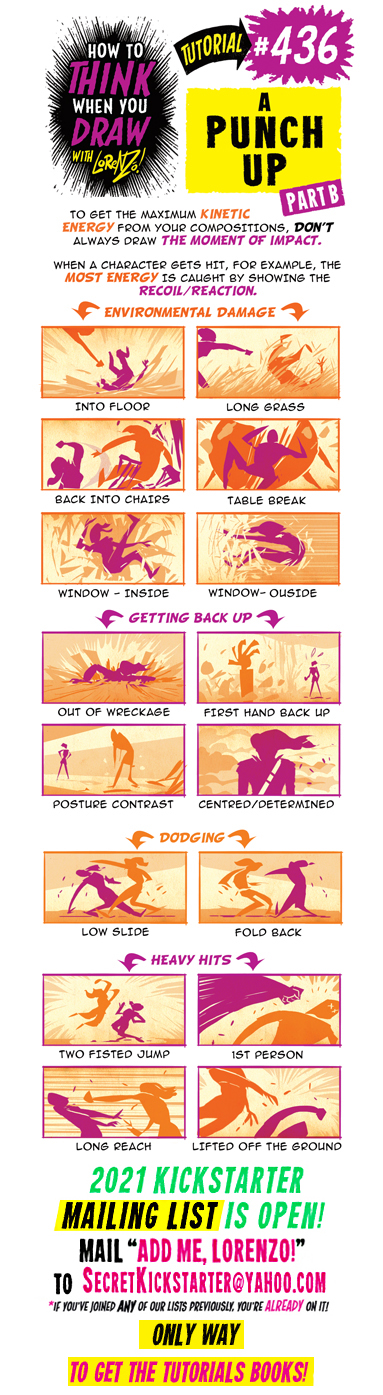 HOW TO
THINK
WHEN YOU
DRAW
WITH LORENZO!
TUTORIAL
#436
A
PUNCH
UP
PART B
TO GET THE MAXIMUM KINETIC
ENERGY FROM YOUR COMPOSITIONS, DON'T
ALWAYS DRAW THE MOMENT OF IMPACT.
WHEN A CHARACTER GETS HIT, FOR EXAMPLE, THE
MOST ENERGY IS CAUGHT BY SHOWING THE
RECOIL/REACTION.
ENVIRONMENTAL DAMAGE
INTO FLOOR
LONG GRASS
BACK INTO CHAIRS
TABLE BREAK
WINDOW - INSIDE
WINDOW- OUSIDE
GETTING BACK UP
OUT OF WRECKAGE
FIRST HAND BACK UP
POSTURE CONTRAST
CENTRED/DETERMINED
DODGING
LOW SLIDE
FOLD BACK
HEAVY HITS
TWO FISTED JUMP
1ST PERSON
LONG REACH
LIFTED OFF THE GROUND
2021 KICKSTARTER
MAILING LIST IS OPEN!
MAIL "ADD ME, LORENZO!"
TO SECRETKICKSTARTER@YAHOO.COM
*IF YOU'VE JOINED ANY OF OUR LISTS PREVIOUSLY, YOU'RE ALREADY ON IT!
ONLY WAY
TO GET THE TUTORIALS BOOKS!